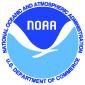 NATIONAL OCEANIC AND ATMOSPHERIC ADMINISTRATION
NOAA
U.S. DEPARTMENT OF COMMERCE